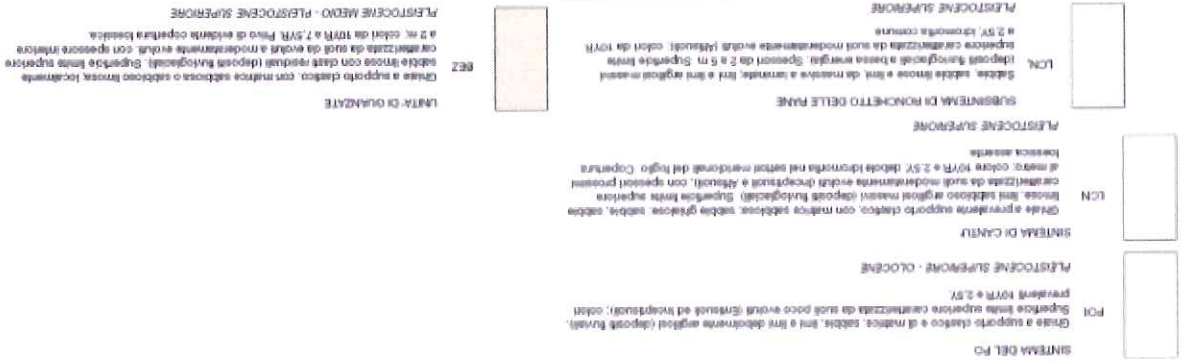 SINTEMA DEL PO
POI
Ghiaie a supporto clastico e di matrice, sabbie, limi e limi debolmente argillosi (depositi fluviali).
Superficie limite superiore caratterizzata da suoli poco evoluti (Entisuoli ed Inceptisuoli); colori
prevalenti 10YR e 2,5Y.
PLEISTOCENE SUPERIORE - OLOCENE
SINTEMA DI CANTU'
LCN
Ghiaie a prevalente supporto clastico, con matrice sabbiosa; sabbie ghiaiose; sabbie, sabbie
limose, limi sabbioso argillosi massivi (depositi fluvioglaciali). Superficie limite superiore
caratterizzata da suoli moderatamente evoluti (Inceptisuoli e Alfisuoli), con spessori prossimi
al metro; colore 10YR e 2,5Y, debole idromorfia nei settori meridionali del foglio. Copertura
loessica assente
PLEISTOCENE SUPERIORE
SUBSINTEMA DI RONCHETTO DELLE RANE
LCN
Sabbie, sabbie limose e limi, da massive a laminate; limi e limi argillosi massivi
(depositi fluvioglaciali a bassa energia). Spessori da 2 a 5 m. Superficie limite
superiore caratterizzata da suoli moderatamente evoluti (Alfisuoli); colori da 10YR
a 2,5Y, idromorfia comune
PLEISTOCENE SUPERIORE
UNITA' DI GUANZATE
BEZ
Ghiaie a supporto clastico, con matrice sabbiosa o sabbioso limosa, localmente
sabbie limose con clasti residuali (depositi fluvioglaciali). Superficie limite superiore
caratterizzata da suoli da evoluti a moderatamente evoluti, con spessore inferiore
a 2 m; colori da 10YR a 7,5YR. Privo di evidente copertura loessica.
PLEISTOCENE MEDIO - PLEISTOCENE SUPERIORE